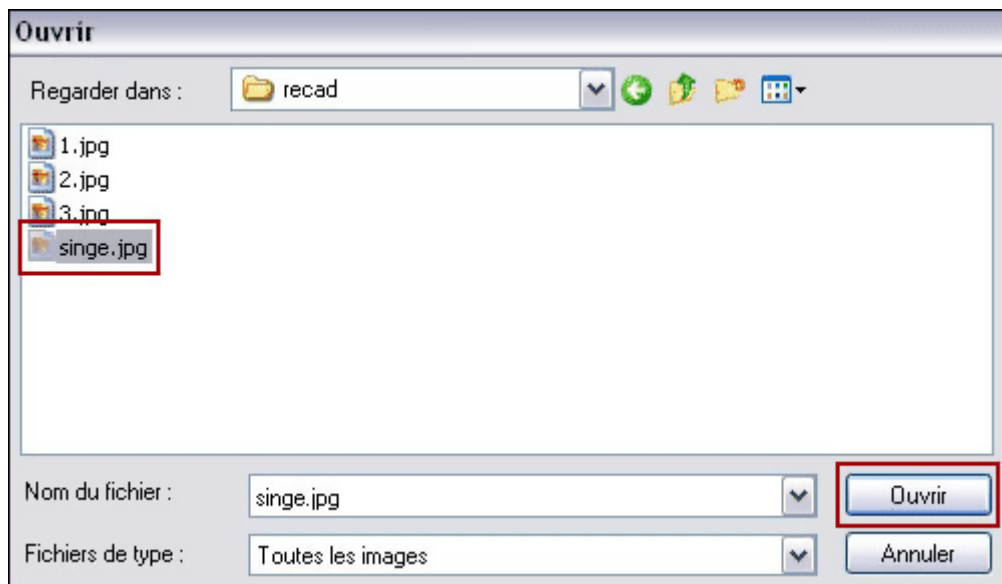 Ouvrir
Regarder dans :
recad
1.jpg
2.jpg
3.jpg
singe.jpg
Nom du fichier :
singe.jpg
Ouvrir
Fichiers de type :
Toutes les images
Annuler